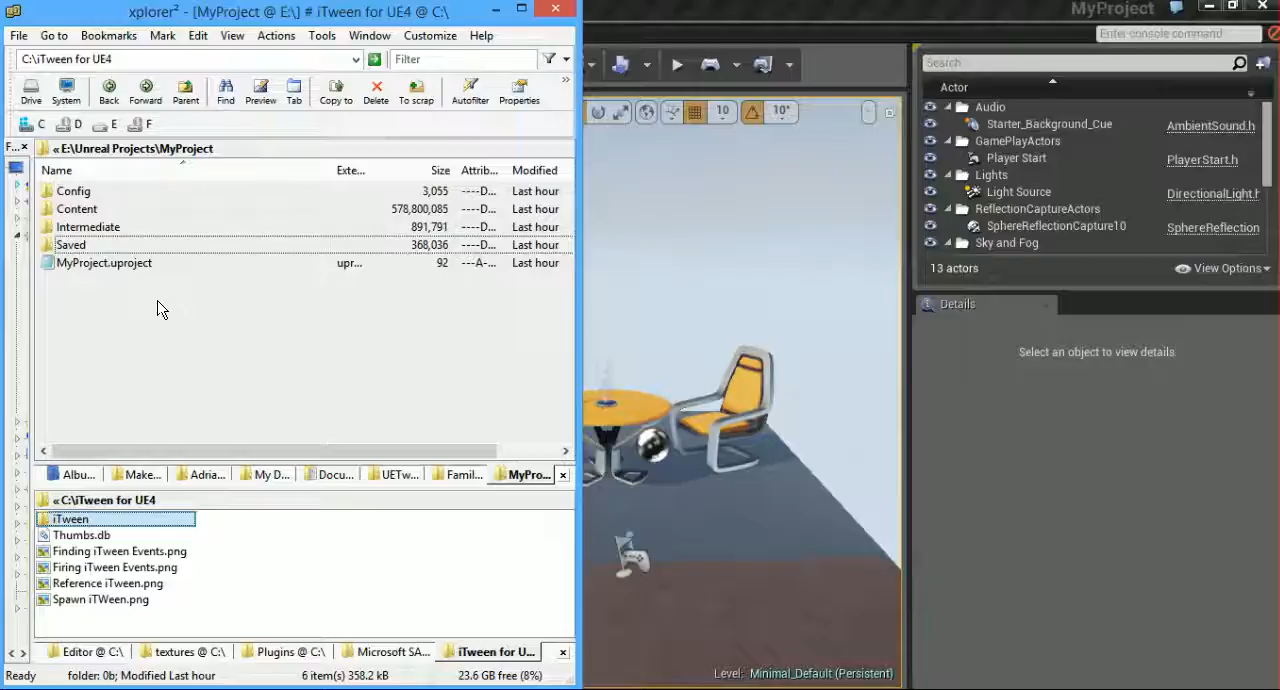 xplorer² - [MyProject @ E:\] # iTween for UE4 @ C:\
File Go to Bookmarks Mark Edit View Actions Tools Window Customize Help
C:\iTween for UE4
Filter
Drive System Back Forward Parent Find Preview Tab Copy to Delete To scrap Autofilter Properties
C D E F
F...
«E:\Unreal Projects\MyProject
Name Exte... Size Attrib... Modified
Config 3,055 ----D... Last hour
Content 578,800,085 ----D... Last hour
Intermediate 891,791 ----D... Last hour
Saved 368,036 ----D... Last hour
MyProject.uproject upr... 92 ---A-... Last hour
Albu... Make... Adria... My D... Docu... UETw... Famil... MyPro...
«C:\iTween for UE4
iTween
Thumbs.db
Finding iTween Events.png
Firing iTween Events.png
Reference iTween.png
Spawn iTWeen.png
Editor @ C:\ textures @ C:\ Plugins @ C:\ Microsoft SA... iTween for U...
Ready folder: 0b; Modified Last hour 6 item(s) 358.2 kB 23.6 GB free (8%)
MyProject
Enter console command
10 10°
Search
Actor
Audio
Starter_Background_Cue AmbientSound.h
GamePlayActors
Player Start PlayerStart.h
Lights
Light Source DirectionalLight.h
ReflectionCaptureActors
SphereReflectionCapture10 SphereReflection
Sky and Fog
13 actors View Options
Details
Select an object to view details
Level: Minimal_Default (Persistent)